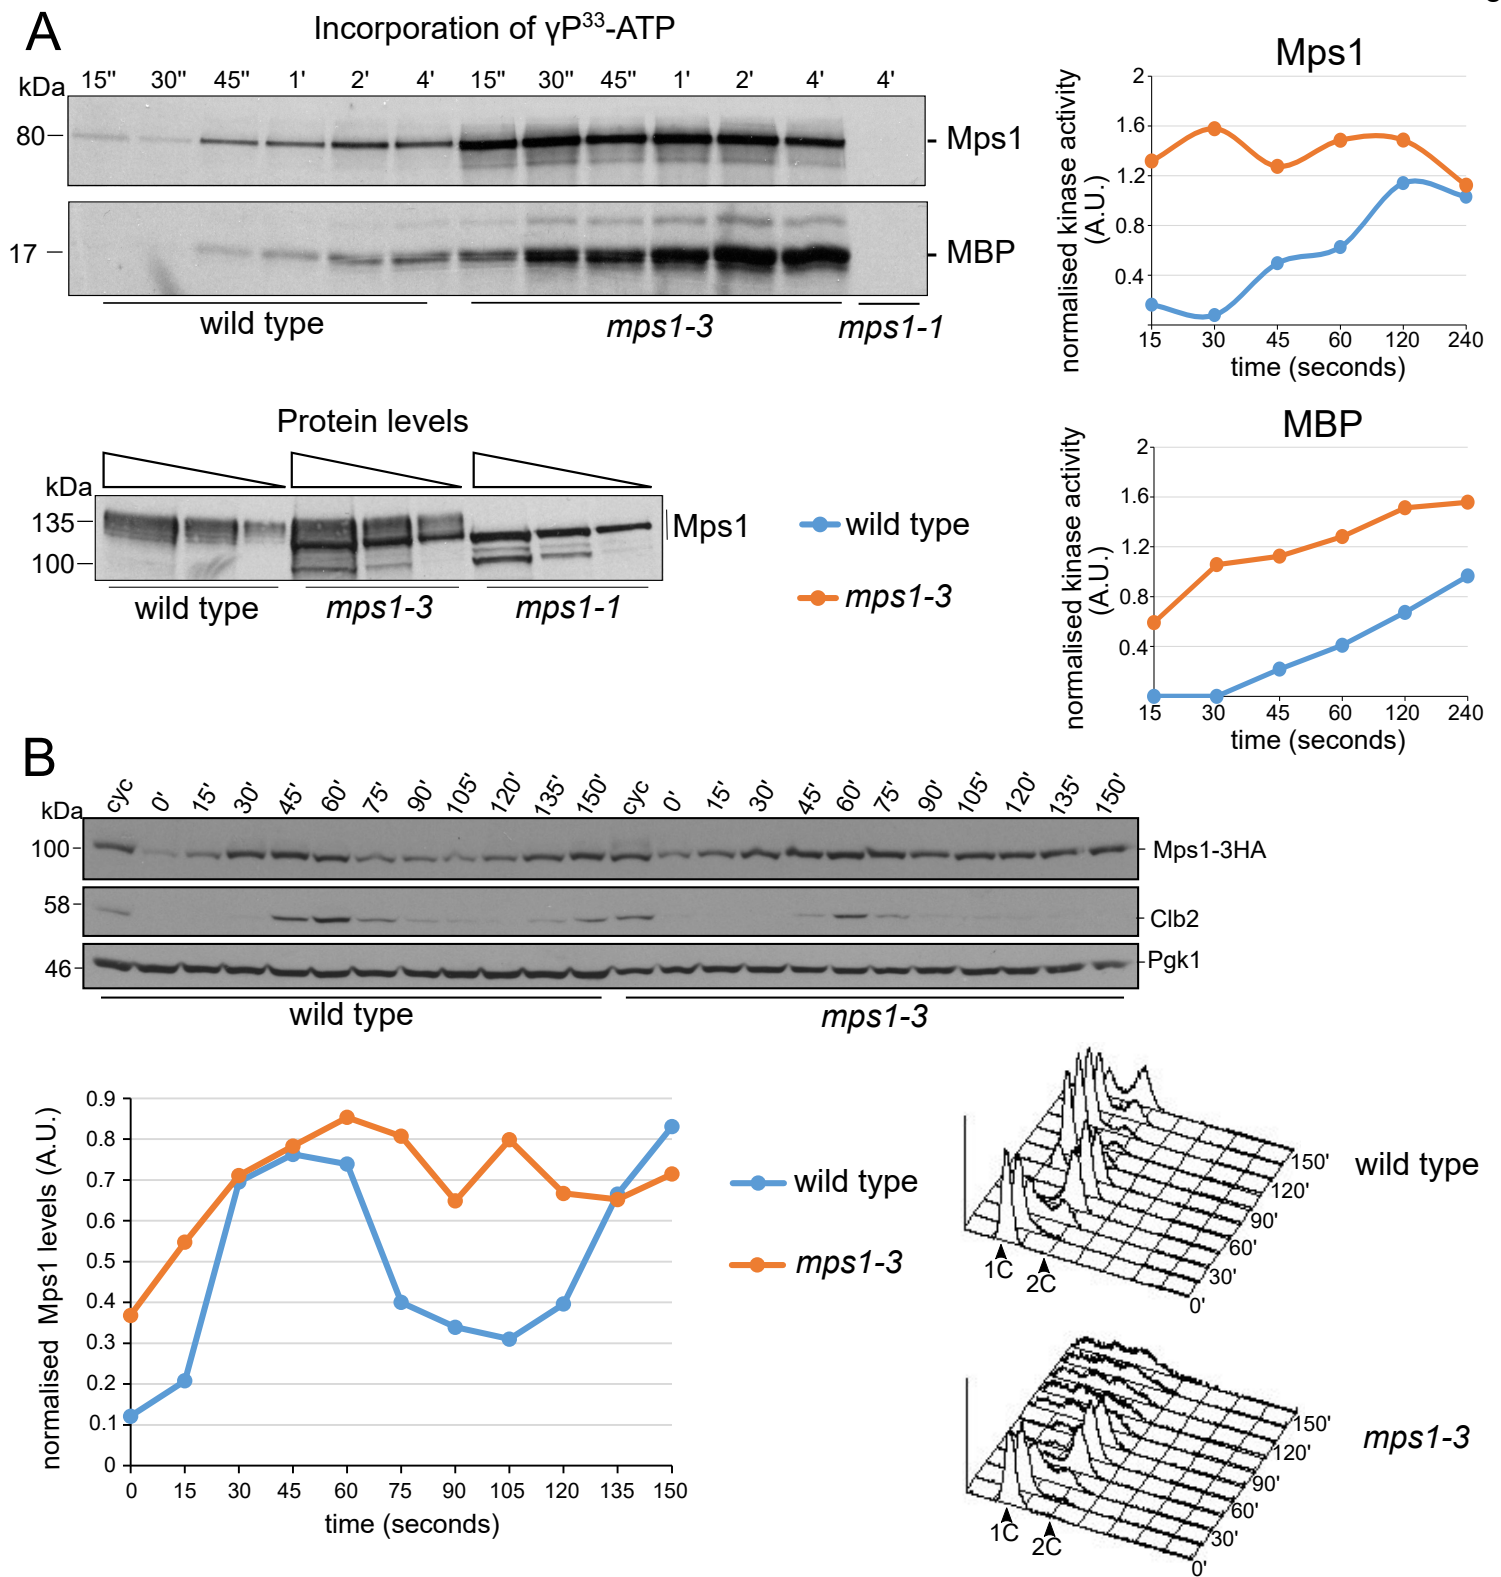 A
Incorporation of γP33-ATP
kDa 15" 30" 45" 1' 2' 4' 15" 30" 45" 1' 2' 4' 4'
80
Mps1
17
MBP
wild type
mps1-3
mps1-1
Mps1
normalised kinase activity
(A.U.)
2
1.6
1.2
0.8
0.4
15 30 45 60 120 240
time (seconds)
Protein levels
kDa
135
100
Mps1
wild type
mps1-3
mps1-1
wild type
mps1-3
MBP
normalised kinase activity
(A.U.)
2
1.6
1.2
0.8
0.4
15 30 45 60 120 240
time (seconds)
B
kDa cyc 0' 15' 30' 45' 60' 75' 90' 105' 120' 135' 150' cyc 0' 15' 30' 45' 60' 75' 90' 105' 120' 135' 150'
100
Mps1-3HA
58
Clb2
46
Pgk1
wild type
mps1-3
normalised Mps1 levels (A.U.)
0.9
0.8
0.7
0.6
0.5
0.4
0.3
0.2
0.1
0
0 15 30 45 60 75 90 105 120 135 150
time (seconds)
wild type
mps1-3
150'
120'
90'
60'
30'
0'
1C
2C
wild type
150'
120'
90'
60'
30'
0'
1C
2C
mps1-3